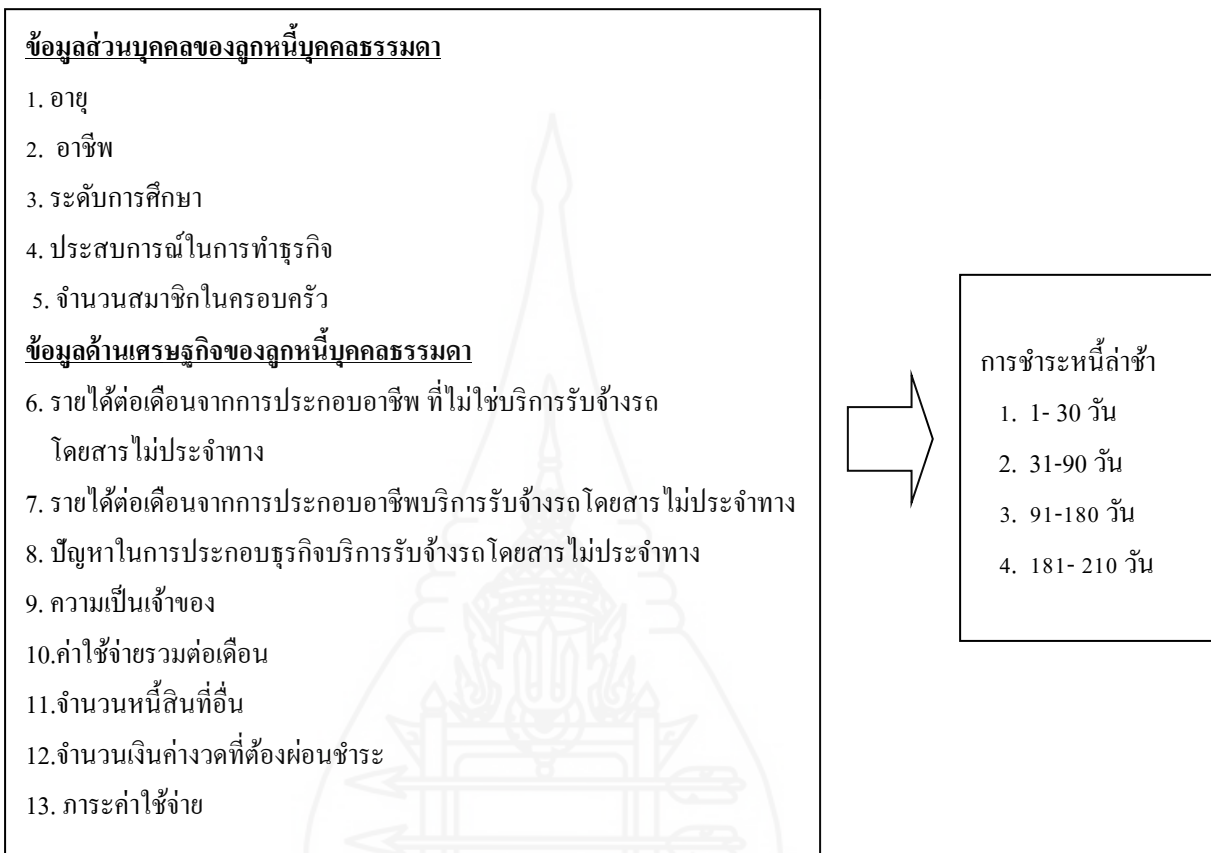 ข้อมูลส่วนบุคคลของลูกหนี้บุคคลธรรมดา
1. อายุ
2. อาชีพ
3. ระดับการศึกษา
4. ประสบการณ์ในการทำธุรกิจ
5. จำนวนสมาชิกในครอบครัว
ข้อมูลด้านเศรษฐกิจของลูกหนี้บุคคลธรรมดา
6. รายได้ต่อเดือนจากการประกอบอาชีพ ที่ไม่ใช่บริการรับจ้างรถ
โดยสารไม่ประจำทาง
7. รายได้ต่อเดือนจากการประกอบอาชีพบริการรับจ้างรถโดยสารไม่ประจำทาง
8. ปัญหาในการประกอบธุรกิจบริการรับจ้างรถโดยสารไม่ประจำทาง
9. ความเป็นเจ้าของ
10.ค่าใช้จ่ายรวมต่อเดือน
11.จำนวนหนี้สินที่อื่น
12.จำนวนเงินค่างวดที่ต้องผ่อนชำระ
13. ภาระค่าใช้จ่าย
การชำระหนี้ล่าช้า
1. 1- 30 วัน
2. 31-90 วัน
3. 91-180 วัน
4. 181- 210 วัน